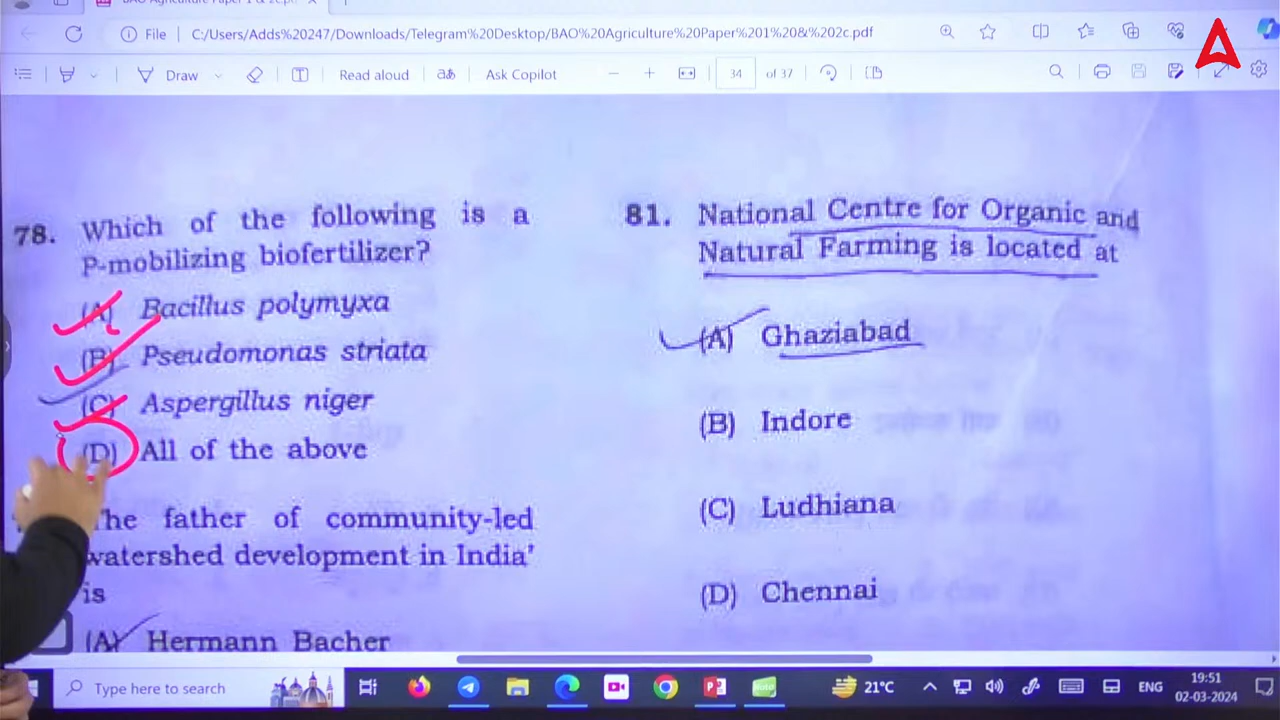 File
C:/Users/Adds%20247/Downloads/Telegram%20Desktop/BAO%20Agriculture%20Paper%201%20&%202c.pdf
Draw
Read aloud
Ask Copilot
34
of 37
78. Which of the following is a
P-mobilizing biofertilizer?
(A) Bacillus polymyxa
(B) Pseudomonas striata
(C) Aspergillus niger
(D) All of the above
he father of community-led
watershed development in India'
is
(A) Hermann Bacher
81. National Centre for Organic and
Natural Farming is located at
(A) Ghaziabad
(B) Indore
(C) Ludhiana
(D) Chennai
Type here to search
21°C
ENG
19:51
02-03-2024